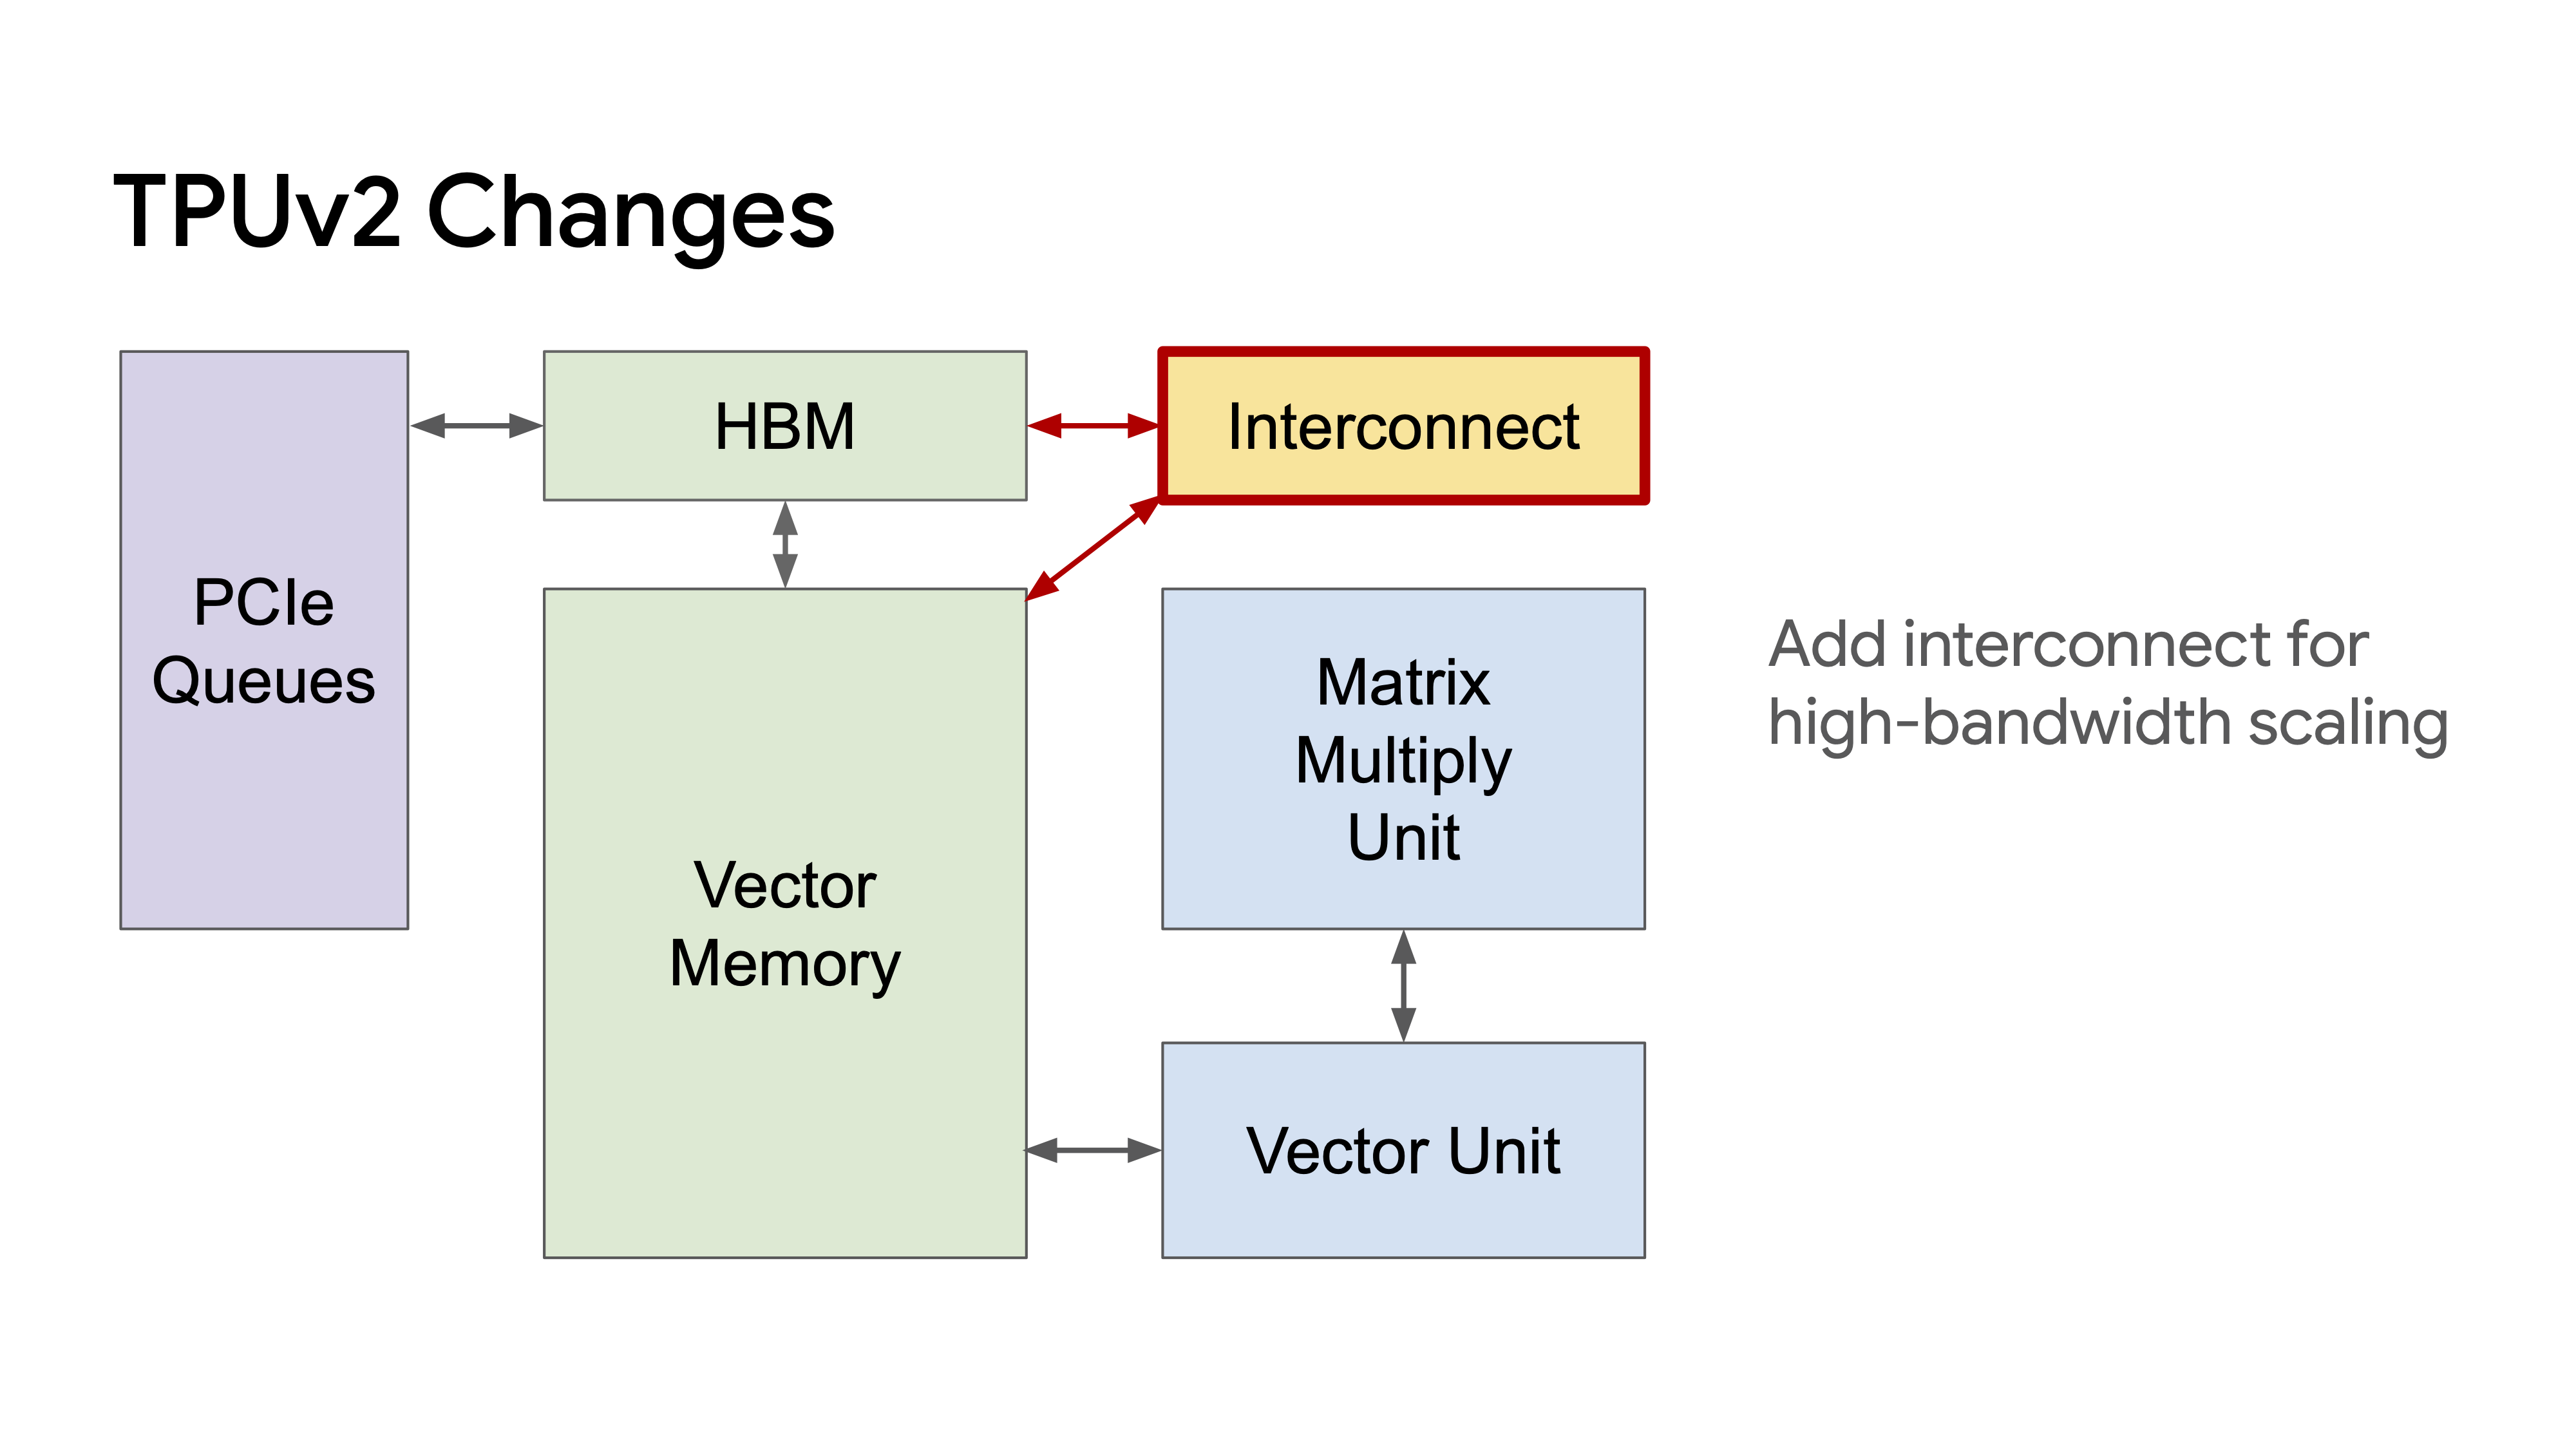 TPUv2 Changes
PCIe
Queues
HBM
Interconnect
Vector
Memory
Matrix
Multiply
Unit
Vector Unit
Add interconnect for
high-bandwidth scaling